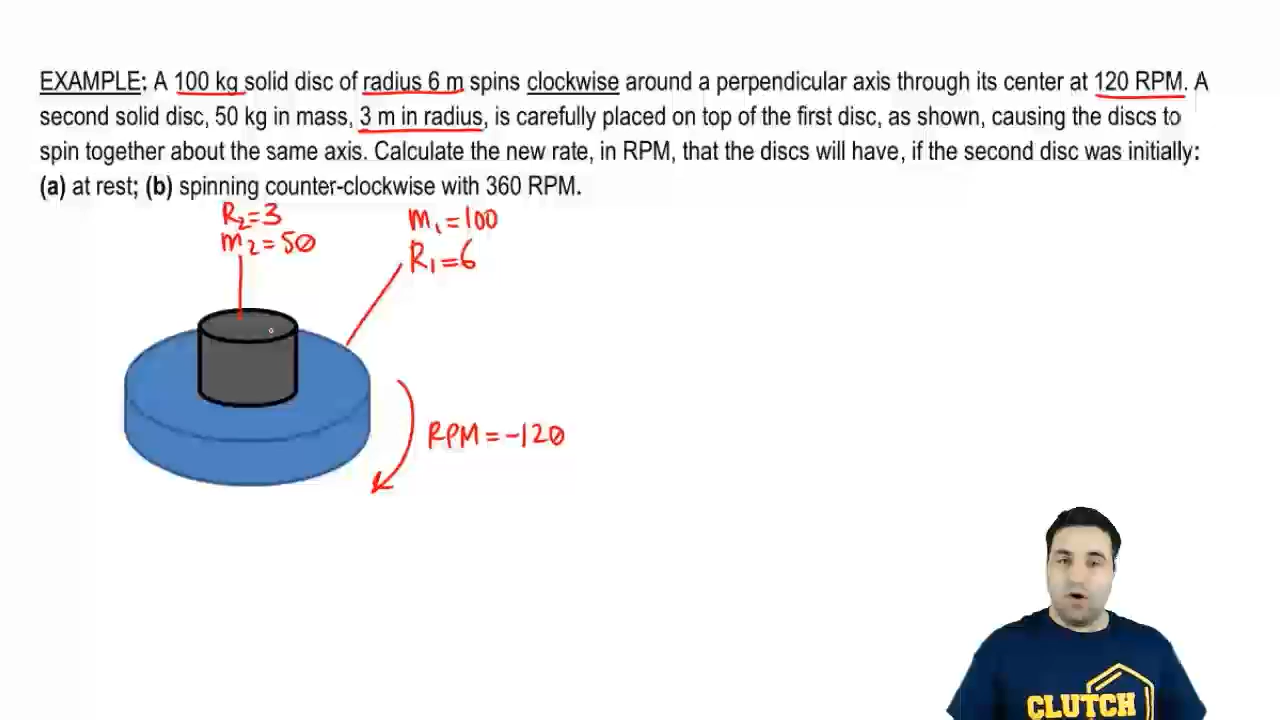 EXAMPLE: A 100 kg solid disc of radius 6 m spins clockwise around a perpendicular axis through its center at 120 RPM. A
second solid disc, 50 kg in mass, 3 m in radius, is carefully placed on top of the first disc, as shown, causing the discs to
spin together about the same axis. Calculate the new rate, in RPM, that the discs will have, if the second disc was initially:
(a) at rest; (b) spinning counter-clockwise with 360 RPM.
R2=3
m2=50
m1=100
R1=6
RPM=-120
CLUTCH